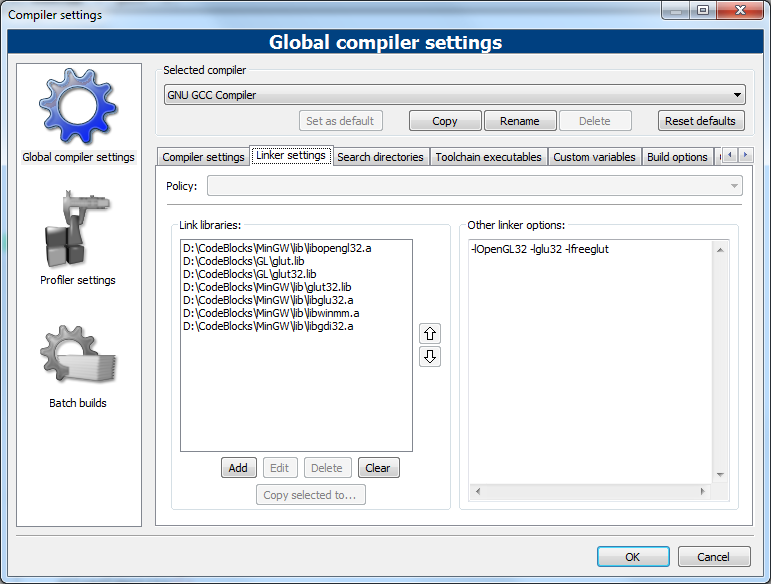 Compiler settings
Global compiler settings
Global compiler settings
Profiler settings
Batch builds
Selected compiler
GNU GCC Compiler
Set as default Copy Rename Delete Reset defaults
Compiler settings Linker settings Search directories Toolchain executables Custom variables Build options
Policy:
Link libraries:
D:\CodeBlocks\MinGW\lib\libopengl32.a
D:\CodeBlocks\GL\glut.lib
D:\CodeBlocks\GL\glut32.lib
D:\CodeBlocks\MinGW\lib\glut32.lib
D:\CodeBlocks\MinGW\lib\libglu32.a
D:\CodeBlocks\MinGW\lib\libwinmm.a
D:\CodeBlocks\MinGW\lib\libgdi32.a
Add Edit Delete Clear
Copy selected to...
Other linker options:
-lOpenGL32 -lglu32 -lfreeglut
OK Cancel